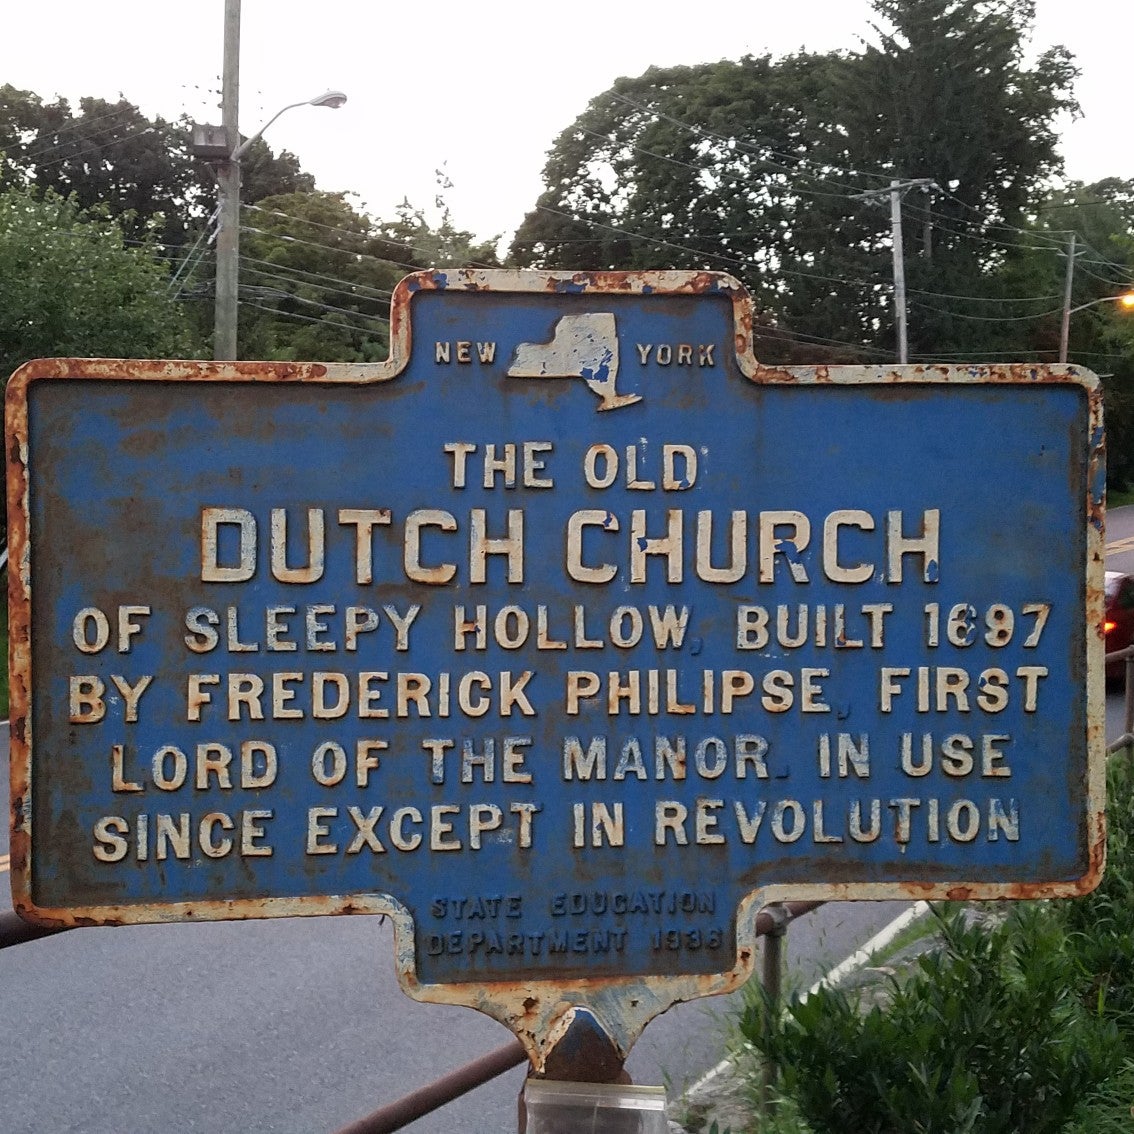 NEW YORK
THE OLD
DUTCH CHURCH
OF SLEEPY HOLLOW, BUILT 1697
BY FREDERICK PHILIPSE, FIRST
LORD OF THE MANOR. IN USE
SINCE EXCEPT IN REVOLUTION
STATE EDUCATION
DEPARTMENT 1936